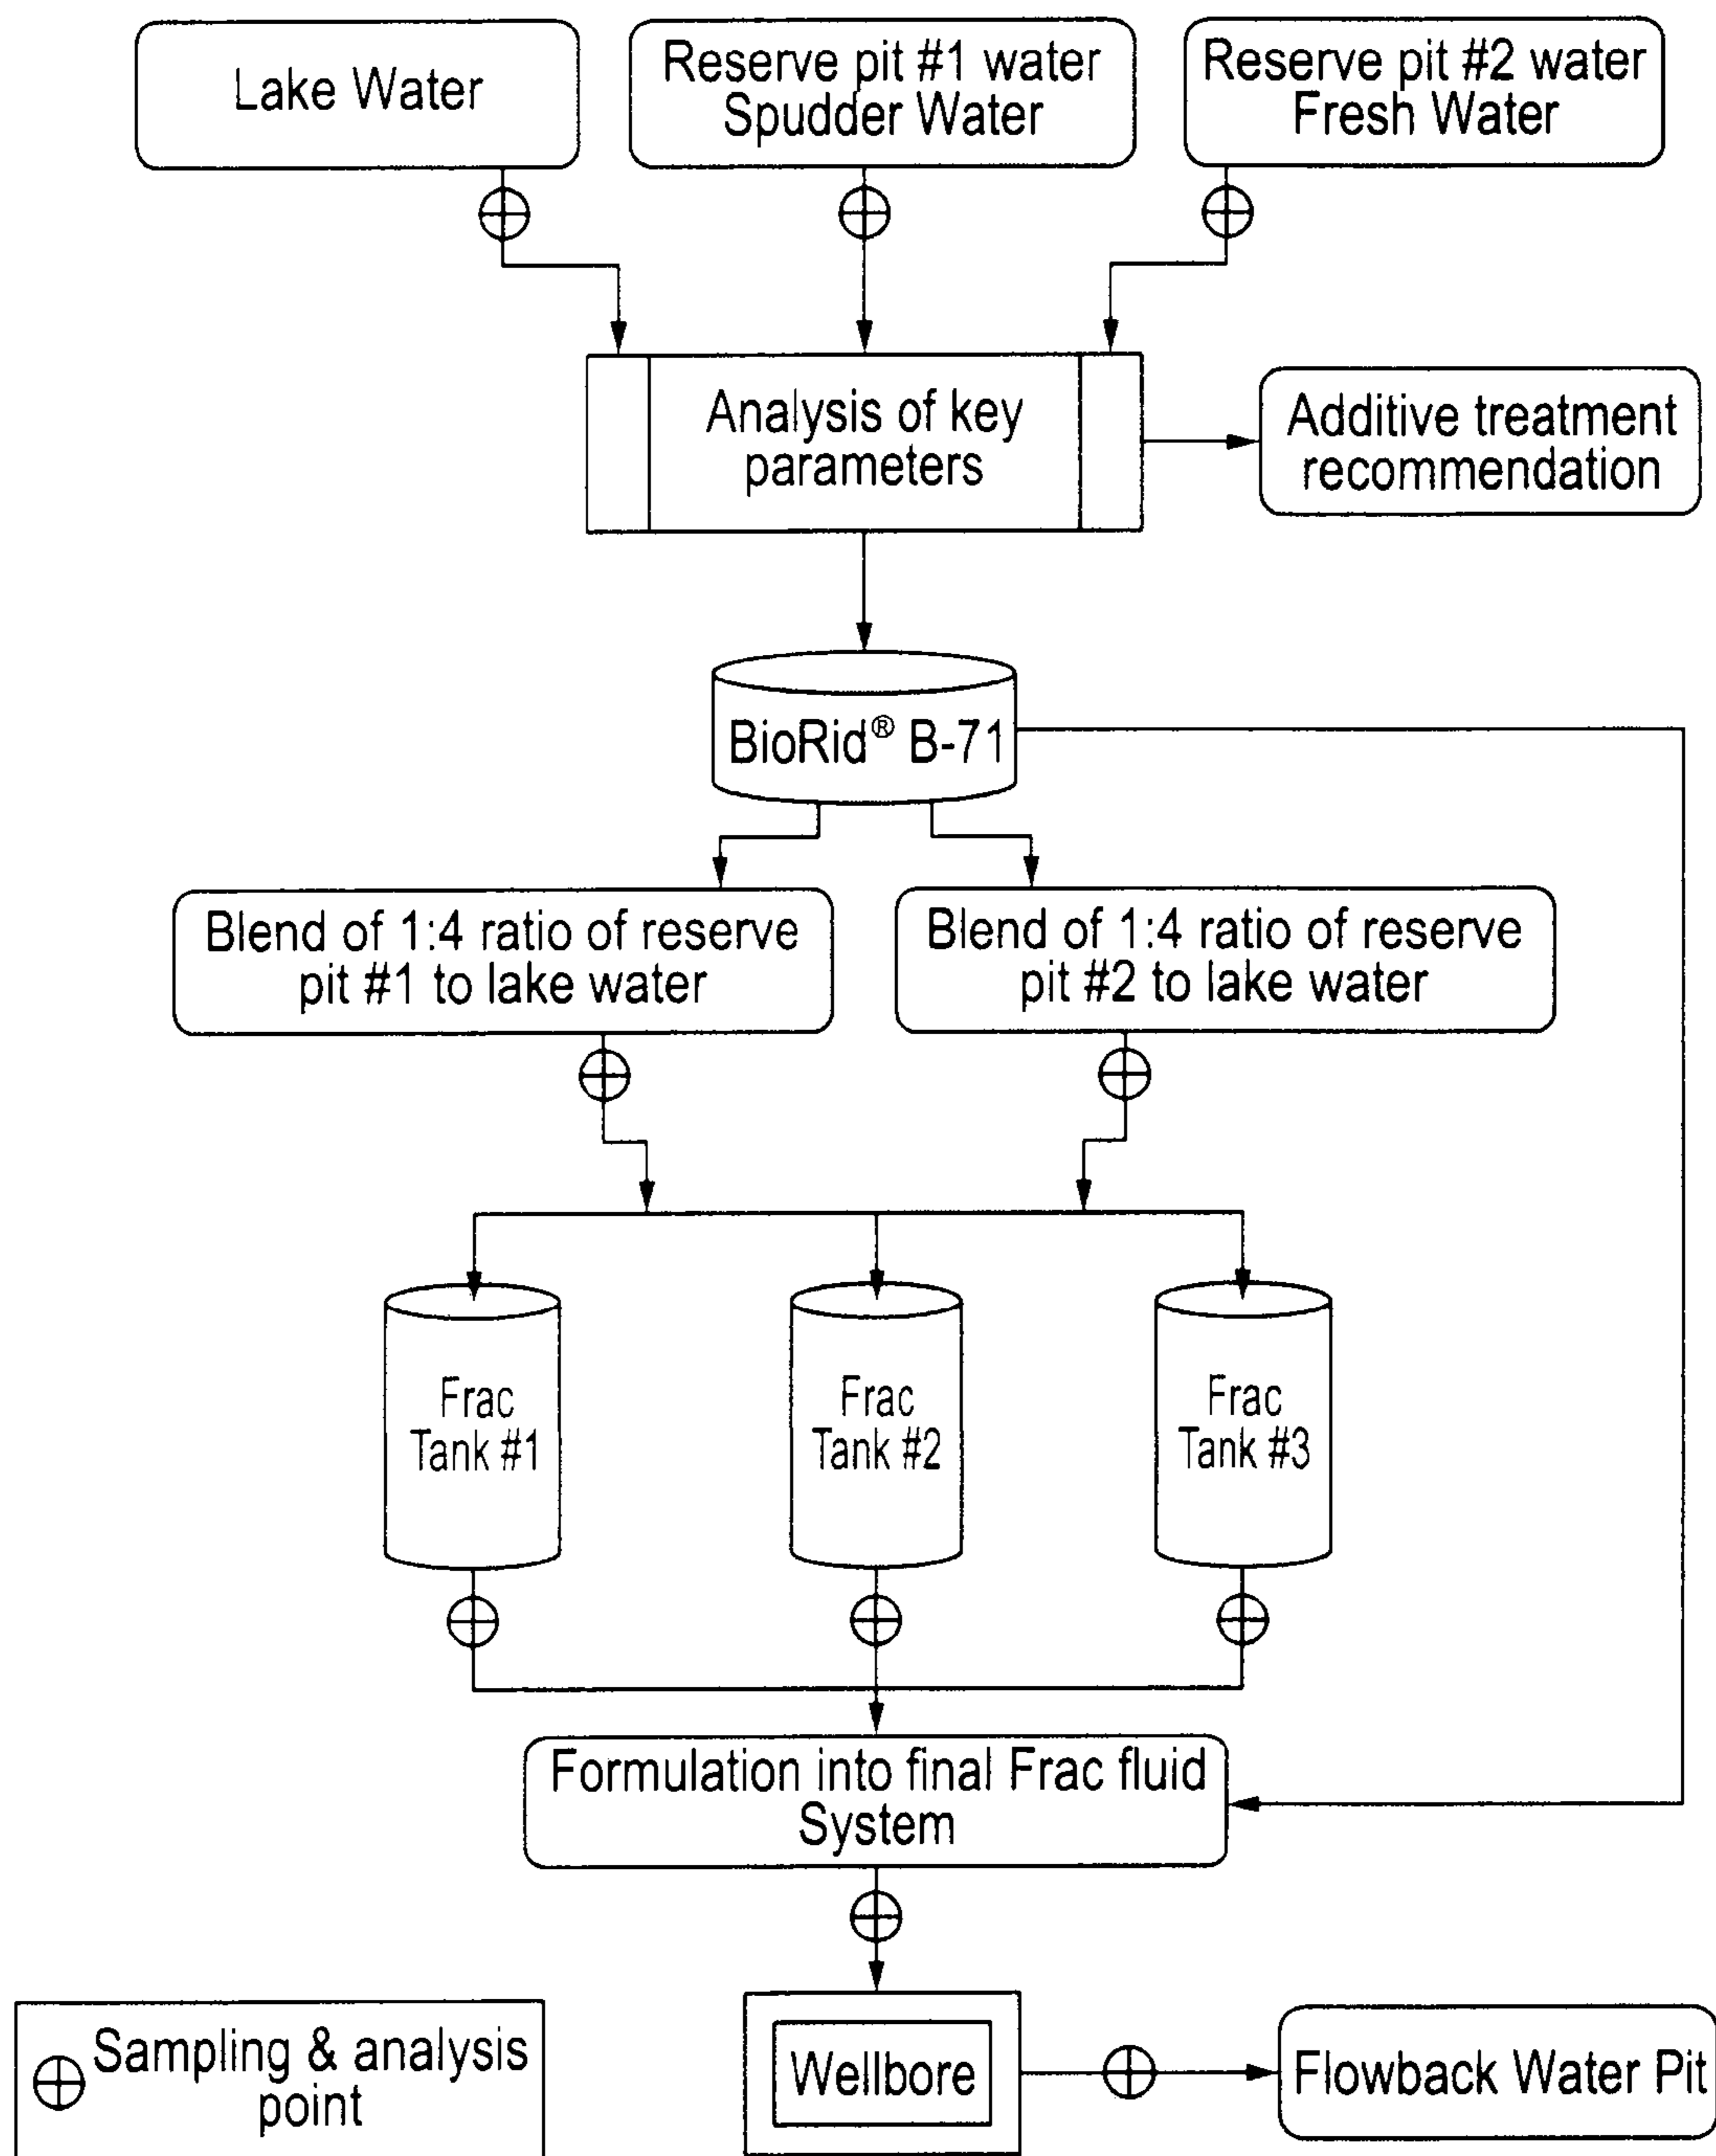 Lake Water
Reserve pit #1 water
Spudder Water
Reserve pit #2 water
Fresh Water
Analysis of key
parameters
Additive treatment
recommendation
BioRid® B-71
Blend of 1:4 ratio of reserve
pit #1 to lake water
Blend of 1:4 ratio of reserve
pit #2 to lake water
Frac
Tank #1
Frac
Tank #2
Frac
Tank #3
Formulation into final Frac fluid
System
Sampling & analysis
point
Wellbore
Flowback Water Pit